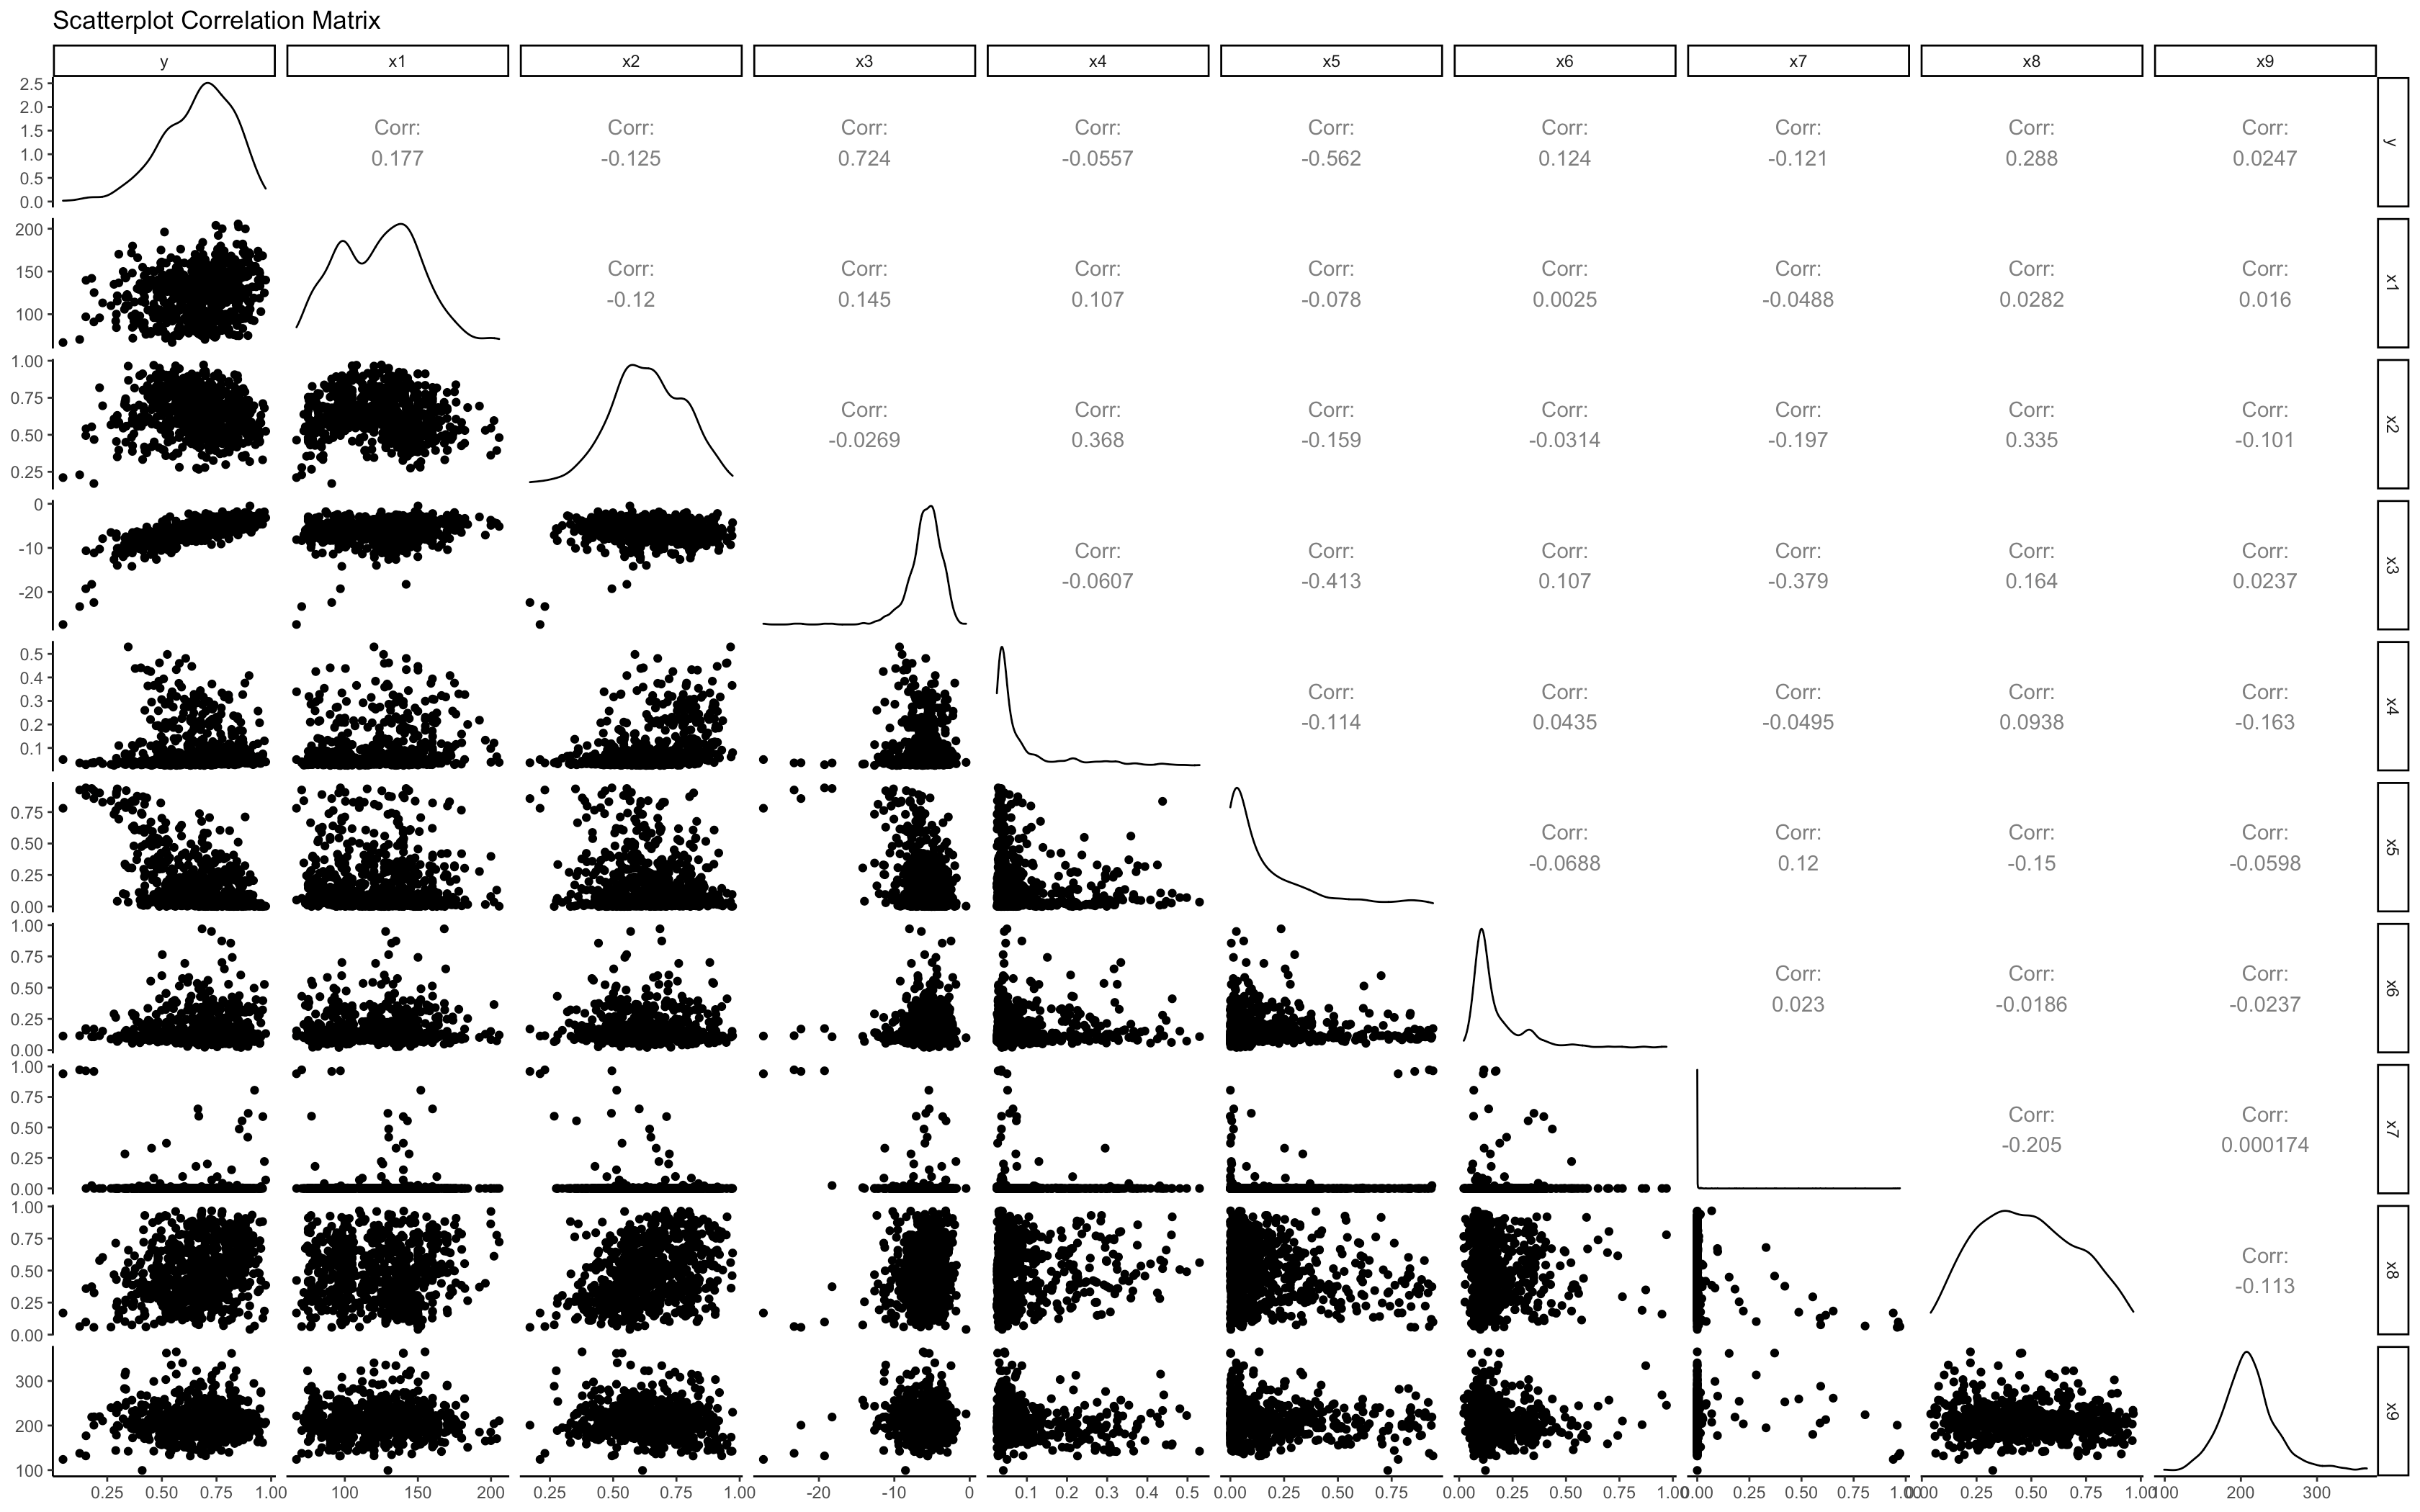 Scatterplot Correlation Matrix
y x1 x2 x3 x4 x5 x6 x7 x8 x9
2.5
2.0
1.5
1.0
0.5
0.0
Corr: Corr: Corr: Corr: Corr: Corr: Corr: Corr: Corr:
0.177 -0.125 0.724 -0.0557 -0.562 0.124 -0.121 0.288 0.0247
y
200
150
100
Corr: Corr: Corr: Corr: Corr: Corr: Corr: Corr:
-0.12 0.145 0.107 -0.078 0.0025 -0.0488 0.0282 0.016
x1
1.00
0.75
0.50
0.25
Corr: Corr: Corr: Corr: Corr: Corr: Corr:
-0.0269 0.368 -0.159 -0.0314 -0.197 0.335 -0.101
x2
0
-10
-20
Corr: Corr: Corr: Corr: Corr: Corr:
-0.0607 -0.413 0.107 -0.379 0.164 0.0237
x3
0.5
0.4
0.3
0.2
0.1
Corr: Corr: Corr: Corr: Corr:
-0.114 0.0435 -0.0495 0.0938 -0.163
x4
0.75
0.50
0.25
0.00
Corr: Corr: Corr: Corr:
-0.0688 0.12 -0.15 -0.0598
x5
1.00
0.75
0.50
0.25
0.00
Corr: Corr: Corr:
0.023 -0.0186 -0.0237
x6
1.00
0.75
0.50
0.25
0.00
Corr: Corr:
-0.205 0.000174
x7
1.00
0.75
0.50
0.25
0.00
Corr:
-0.113
x8
300
200
100
x9
0.25 0.50 0.75 1.00 100 150 200 0.25 0.50 0.75 1.00 -20 -10 0 0.1 0.2 0.3 0.4 0.5 0.00 0.25 0.50 0.75 0.00 0.25 0.50 0.75 1.00 0.00 0.25 0.50 0.75 1.00 0.00 0.25 0.50 0.75 1.00 100 200 300